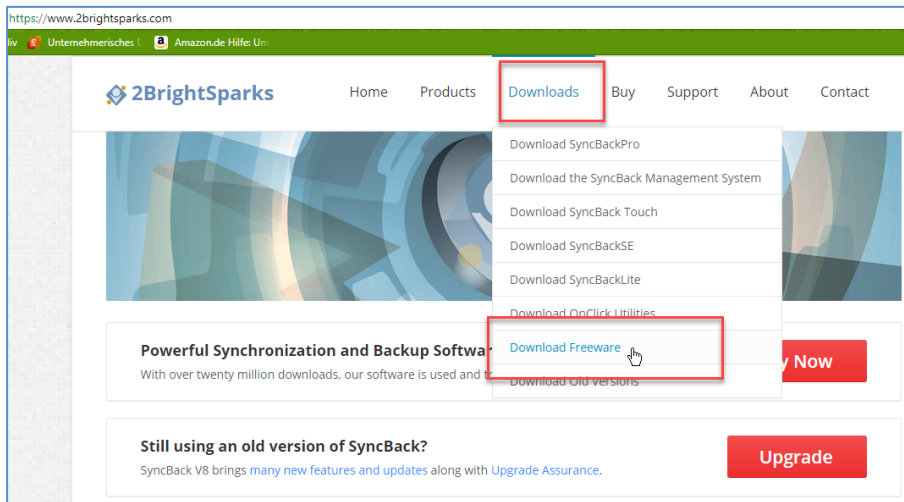 https://www.2brightsparks.com
liv Unternehmerisches D Amazon.de Hilfe: Um
2BrightSparks Home Products Downloads Buy Support About Contact
Download SyncBackPro
Download the SyncBack Management System
Download SyncBack Touch
Download SyncBackSE
Download SyncBackLite
Download OnClick Utilities
Download Freeware
Download Old Versions
Powerful Synchronization and Backup Softwa
With over twenty million downloads, our software is used and t
y Now
Still using an old version of SyncBack?
SyncBack V8 brings many new features and updates along with Upgrade Assurance.
Upgrade